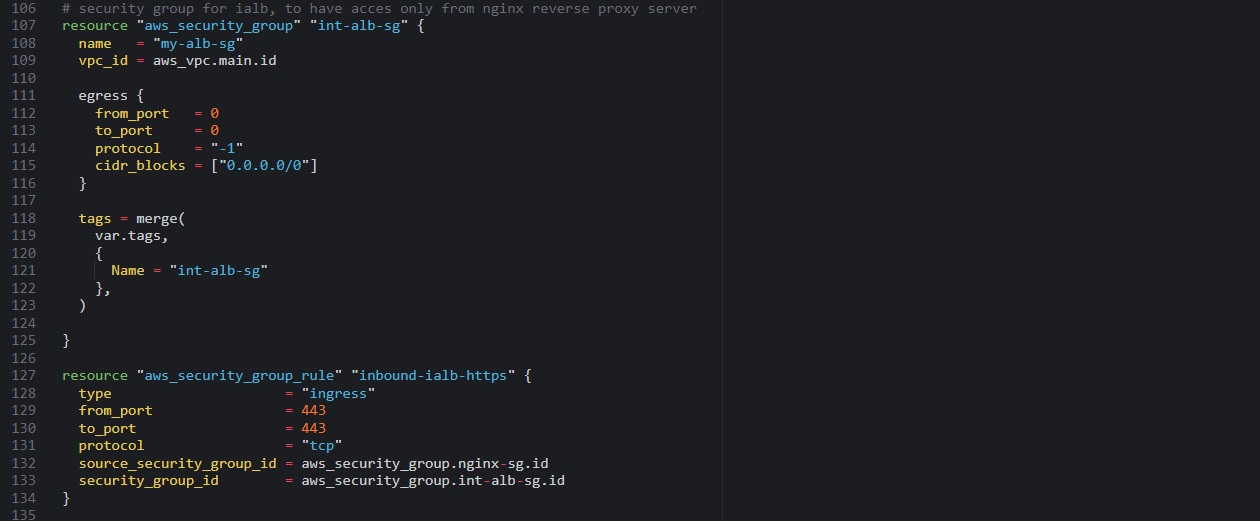 106 # security group for ialb, to have acces only from nginx reverse proxy server
107 resource "aws_security_group" "int-alb-sg" {
108   name   = "my-alb-sg"
109   vpc_id = aws_vpc.main.id
110
111   egress {
112     from_port   = 0
113     to_port     = 0
114     protocol    = "-1"
115     cidr_blocks = ["0.0.0.0/0"]
116   }
117
118   tags = merge(
119     var.tags,
120     {
121       Name = "int-alb-sg"
122     },
123   )
124
125 }
126
127 resource "aws_security_group_rule" "inbound-ialb-https" {
128   type                     = "ingress"
129   from_port                = 443
130   to_port                  = 443
131   protocol                 = "tcp"
132   source_security_group_id = aws_security_group.nginx-sg.id
133   security_group_id        = aws_security_group.int-alb-sg.id
134 }
135